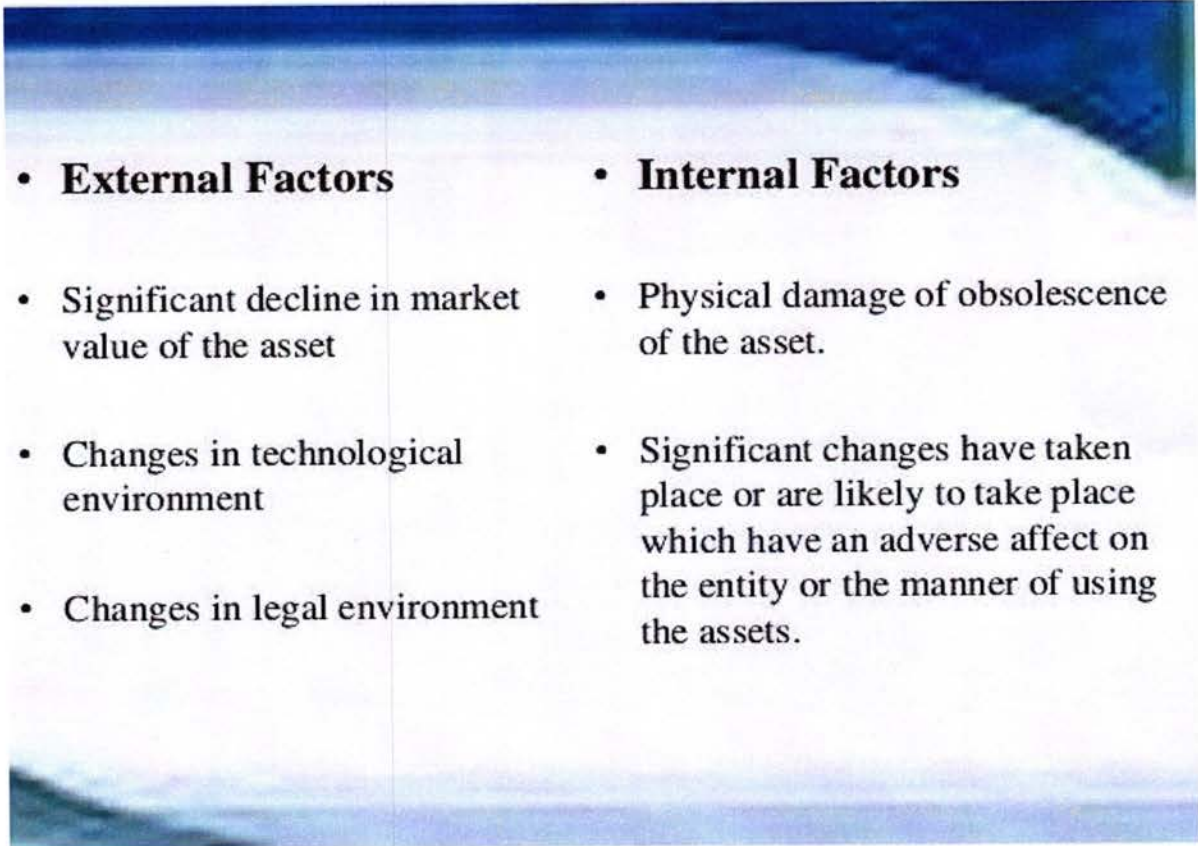 • External Factors
• Significant decline in market
value of the asset
• Changes in technological
environment
• Changes in legal environment
• Internal Factors
• Physical damage of obsolescence
of the asset.
• Significant changes have taken
place or are likely to take place
which have an adverse affect on
the entity or the manner of using
the assets.